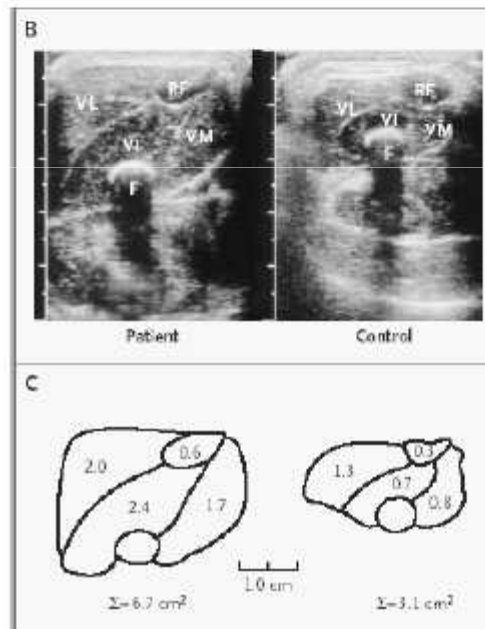 B
RF
VL
VI
VM
F
RF
VL
VI
VM
F
Patient
Control
C
2.0
0.6
2.4
1.7
1.3
0.3
0.7
0.8
1.0 cm
Σ=6.7 cm²
Σ=3.1 cm²